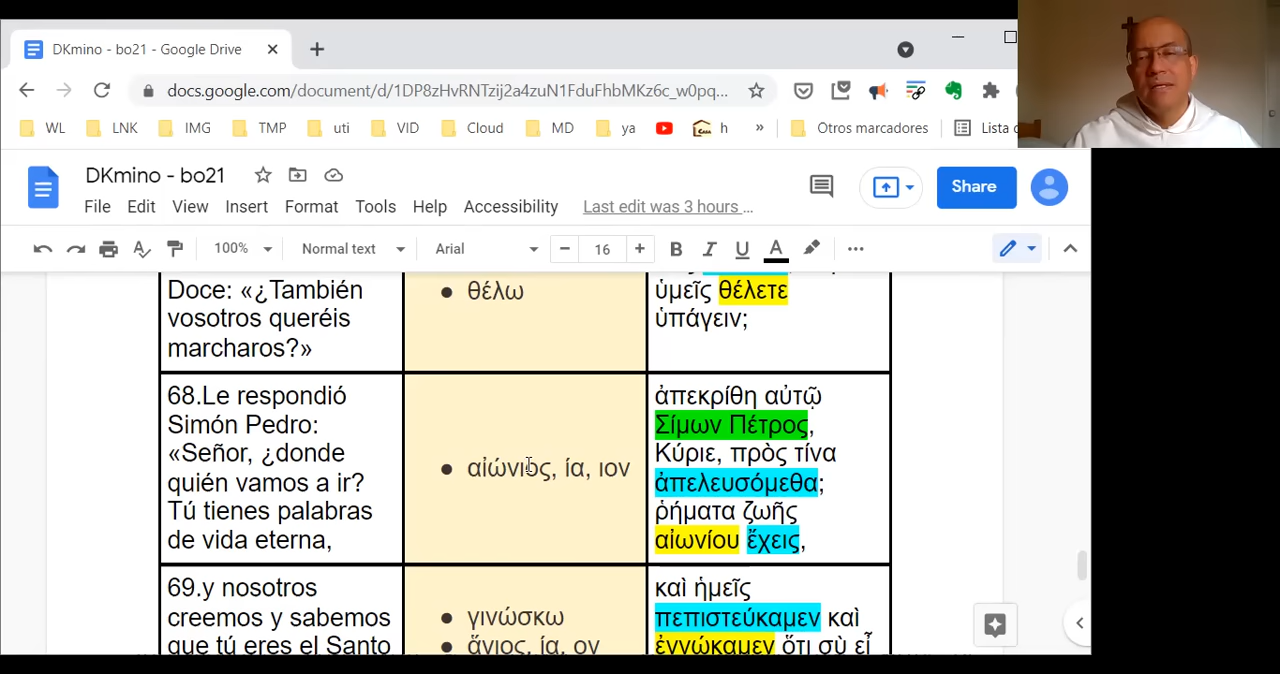 DKmino - bo21 - Google Drive
docs.google.com/document/d/1DP8zHvRNTzij2a4zuN1FduFhbMKz6c_w0pq...
WL LNK IMG TMP uti VID Cloud MD ya h » Otros marcadores Lista
DKmino - bo21
Share
File Edit View Insert Format Tools Help Accessibility Last edit was 3 hours ...
100% Normal text Arial 16 B I U A
Doce: «¿También
vosotros queréis
marcharos?»
θέλω
ὑμεῖς θέλετε
ὑπάγειν;
68.Le respondió
Simón Pedro:
«Señor, ¿donde
quién vamos a ir?
Tú tienes palabras
de vida eterna,
αἰώνιος, ία, ιον
ἀπεκρίθη αὐτῷ
Σίμων Πέτρος,
Κύριε, πρὸς τίνα
ἀπελευσόμεθα;
ῥήματα ζωῆς
αἰωνίου ἔχεις,
69.y nosotros
creemos y sabemos
que tú eres el Santo
γινώσκω
ἅγιος, ία, ον
καὶ ἡμεῖς
πεπιστεύκαμεν καὶ
ἐγνώκαμεν ὅτι σὺ εἶ